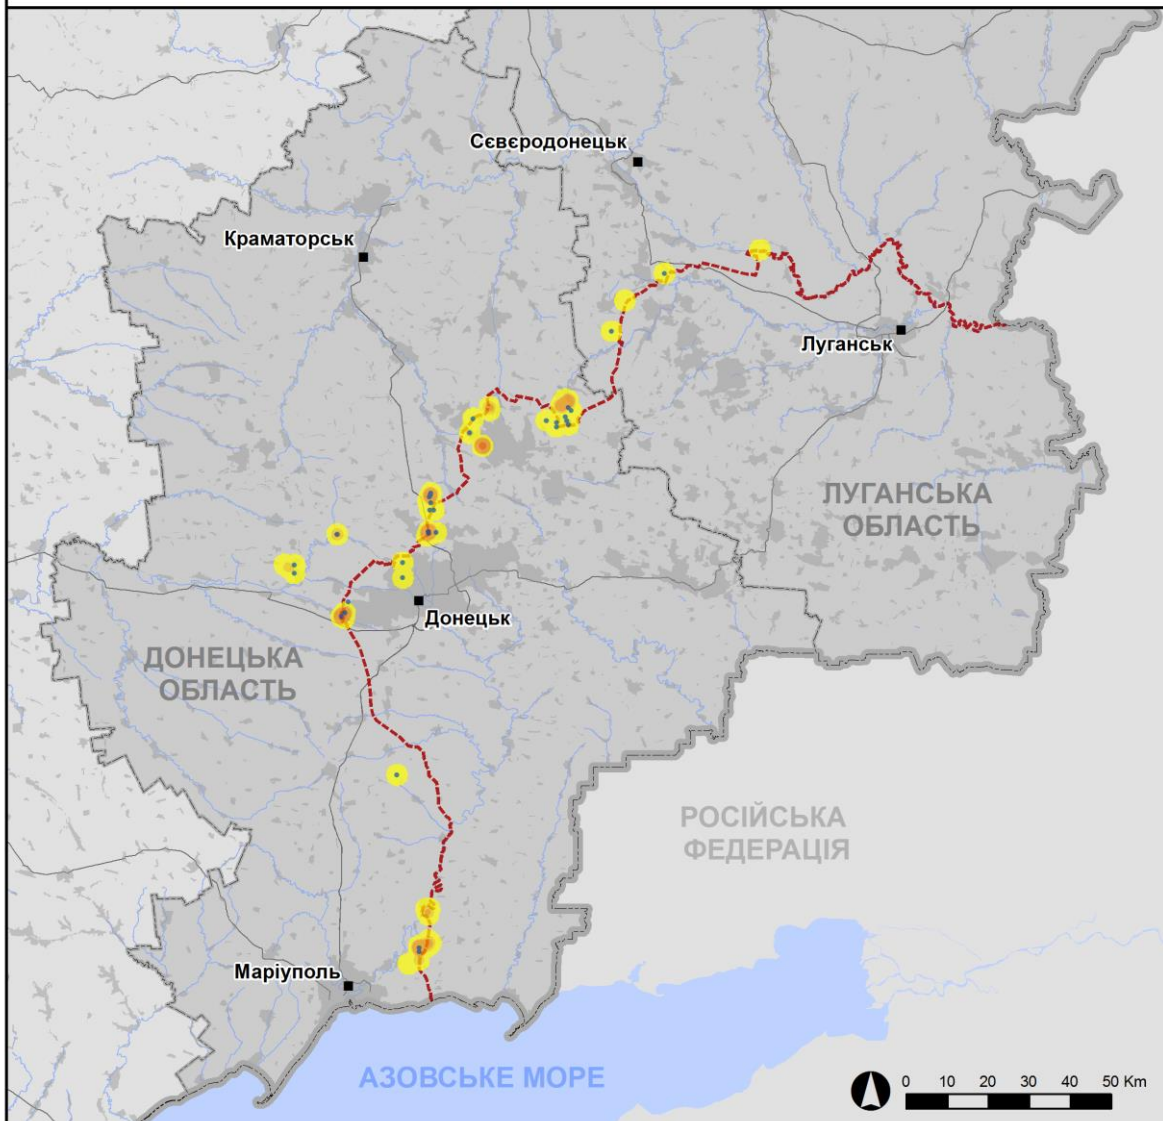 Сєвєродонецьк
Краматорськ
Луганськ
ЛУГАНСЬКА
ОБЛАСТЬ
Донецьк
ДОНЕЦЬКА
ОБЛАСТЬ
РОСІЙСЬКА
ФЕДЕРАЦІЯ
Маріуполь
АЗОВСЬКЕ МОРЕ
0 10 20 30 40 50 Km